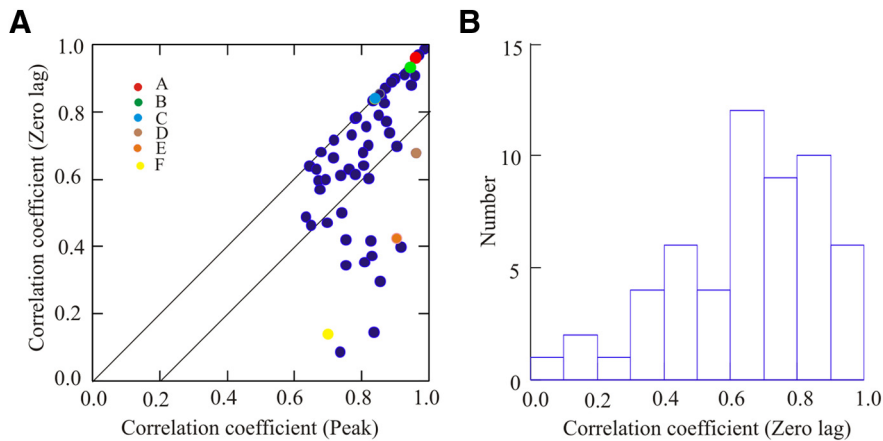 A
B
1.0
0.8
0.6
0.4
0.2
0.0
Correlation coefficient (Zero lag)
A
B
C
D
E
F
0.0
0.2
0.4
0.6
0.8
1.0
Correlation coefficient (Peak)
15
10
5
0
Number
0.0
0.2
0.4
0.6
0.8
1.0
Correlation coefficient (Zero lag)